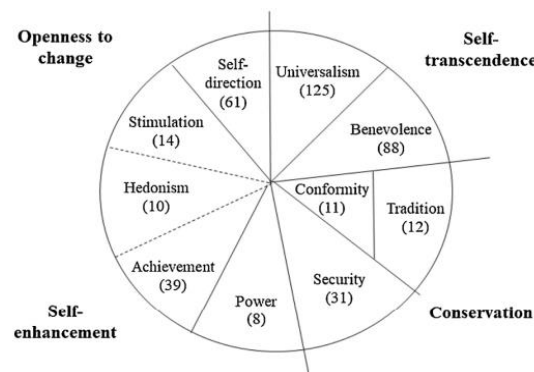 Openness to
change
Self-
transcendence
Self-
direction
(61)
Universalism
(125)
Stimulation
(14)
Benevolence
(88)
Hedonism
(10)
Conformity
(11)
Tradition
(12)
Achievement
(39)
Power
(8)
Security
(31)
Self-
enhancement
Conservation